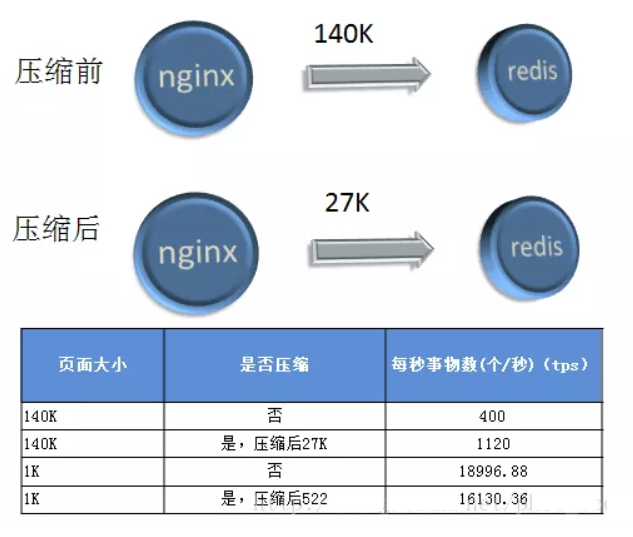 140K
压缩前 nginx redis
27K
压缩后 nginx redis
页面大小 是否压缩 每秒事物数(个/秒)（tps）
140K 否 400
140K 是，压缩后27K 1120
1K 否 18996.88
1K 是，压缩后522 16130.36